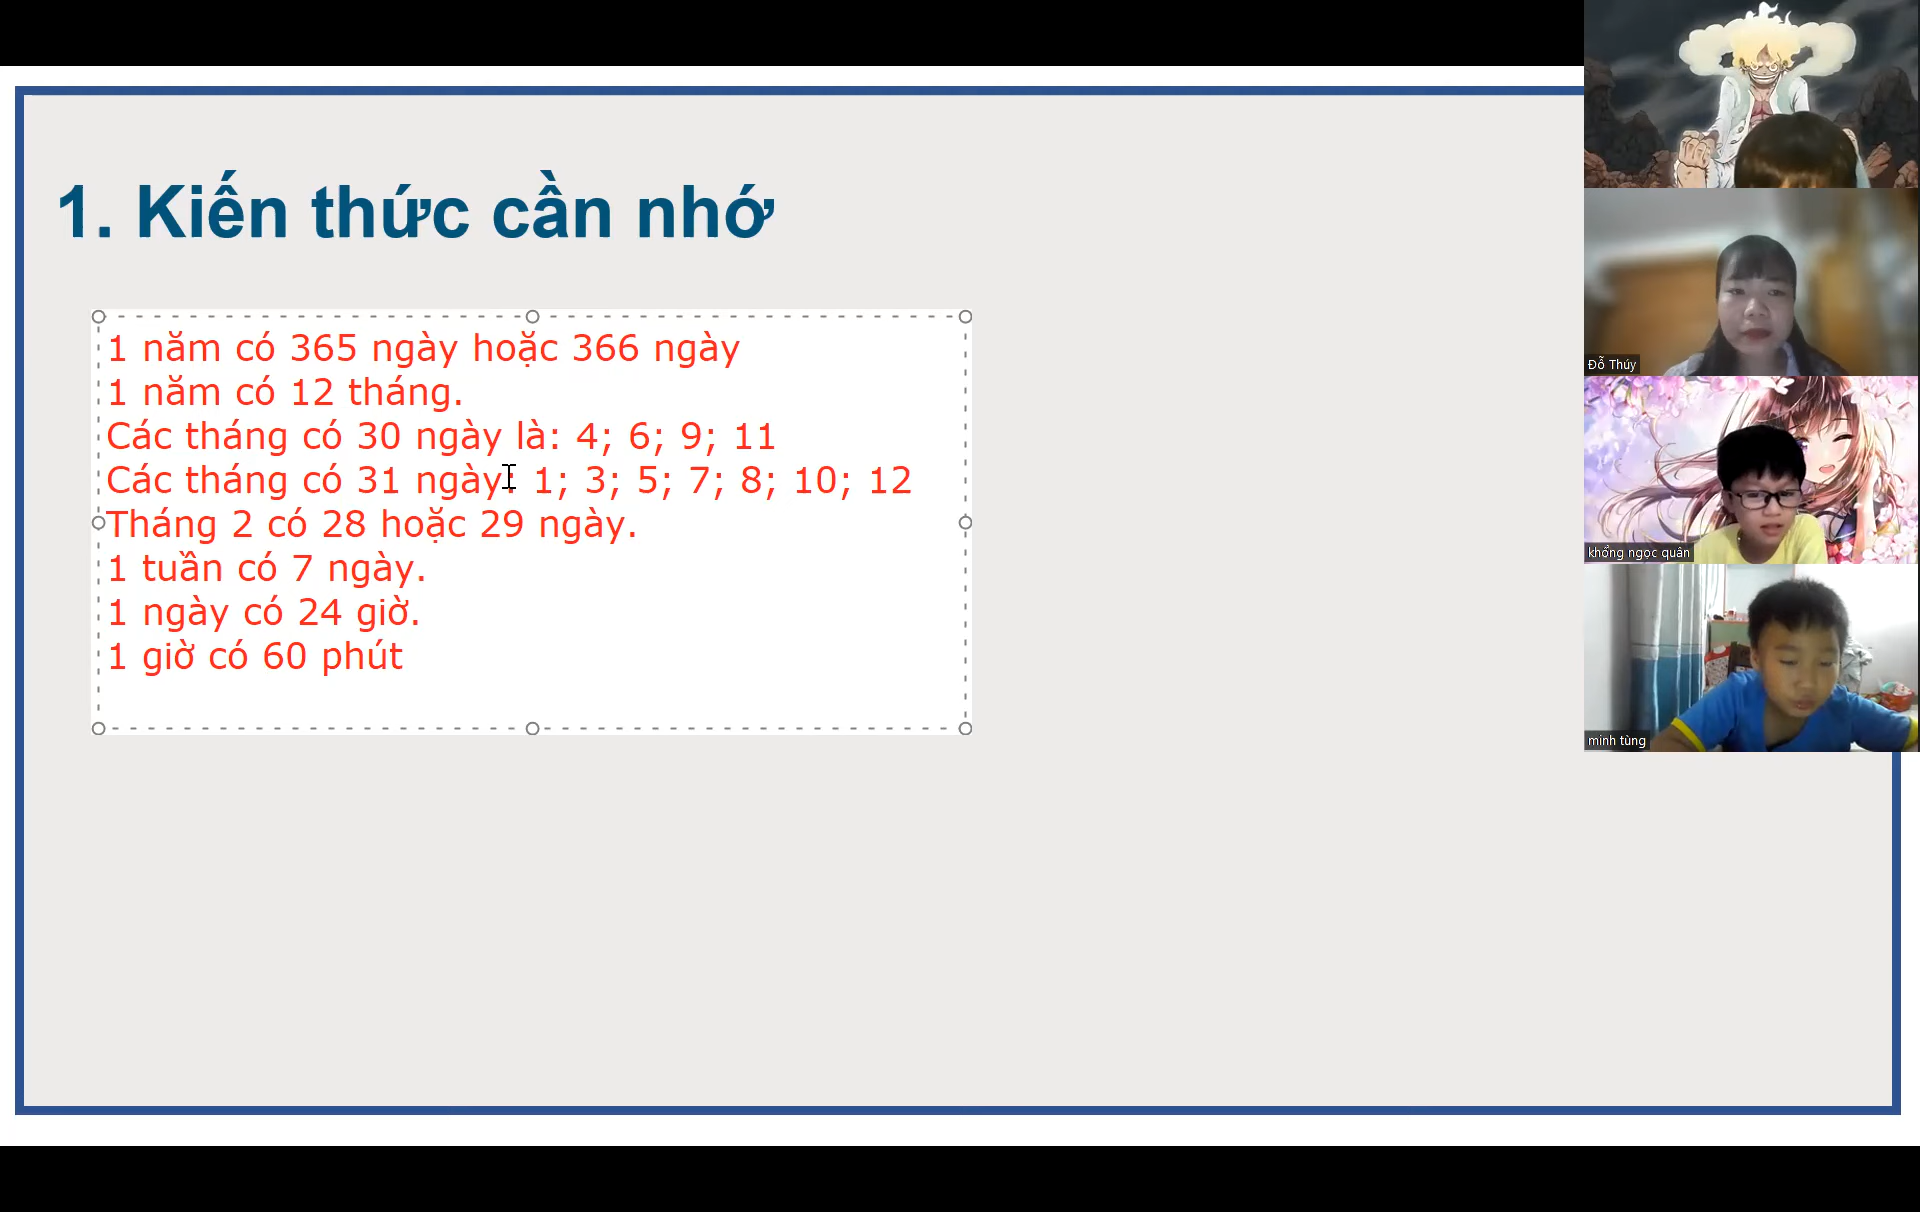 1. Kiến thức cần nhớ
1 năm có 365 ngày hoặc 366 ngày
1 năm có 12 tháng.
Các tháng có 30 ngày là: 4; 6; 9; 11
Các tháng có 31 ngày: 1; 3; 5; 7; 8; 10; 12
Tháng 2 có 28 hoặc 29 ngày.
1 tuần có 7 ngày.
1 ngày có 24 giờ.
1 giờ có 60 phút
Đỗ Thúy
khổng ngọc quân
minh tùng